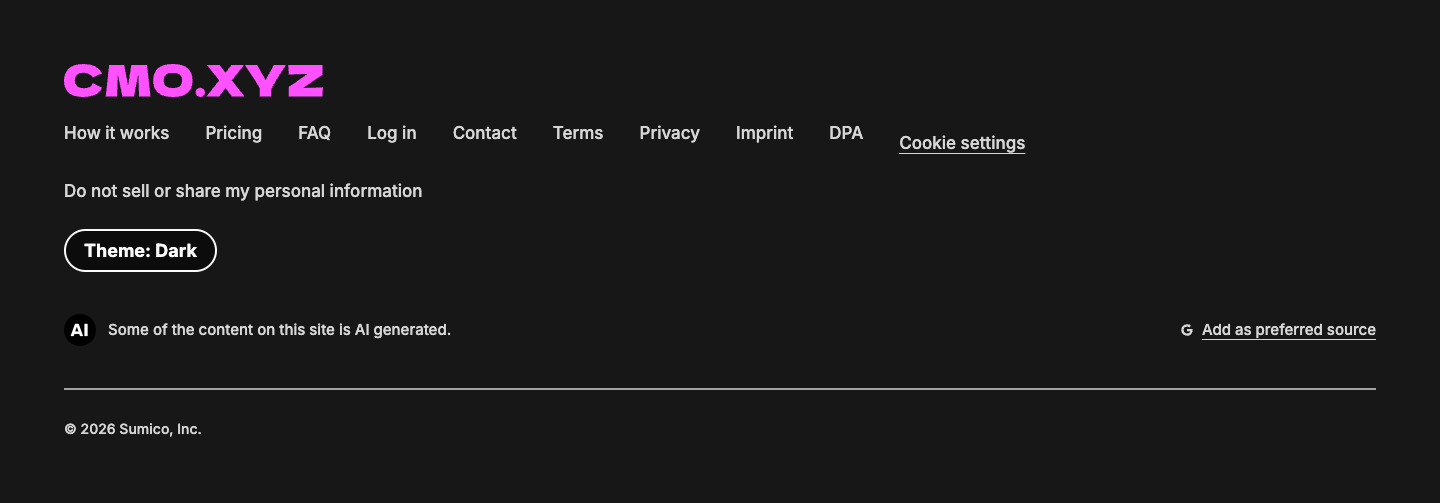 CMO.XYZ
How it works Pricing FAQ Log in Contact Terms Privacy Imprint DPA Cookie settings
Do not sell or share my personal information
Theme: Dark
AI Some of the content on this site is AI generated.
G Add as preferred source
© 2026 Sumico, Inc.